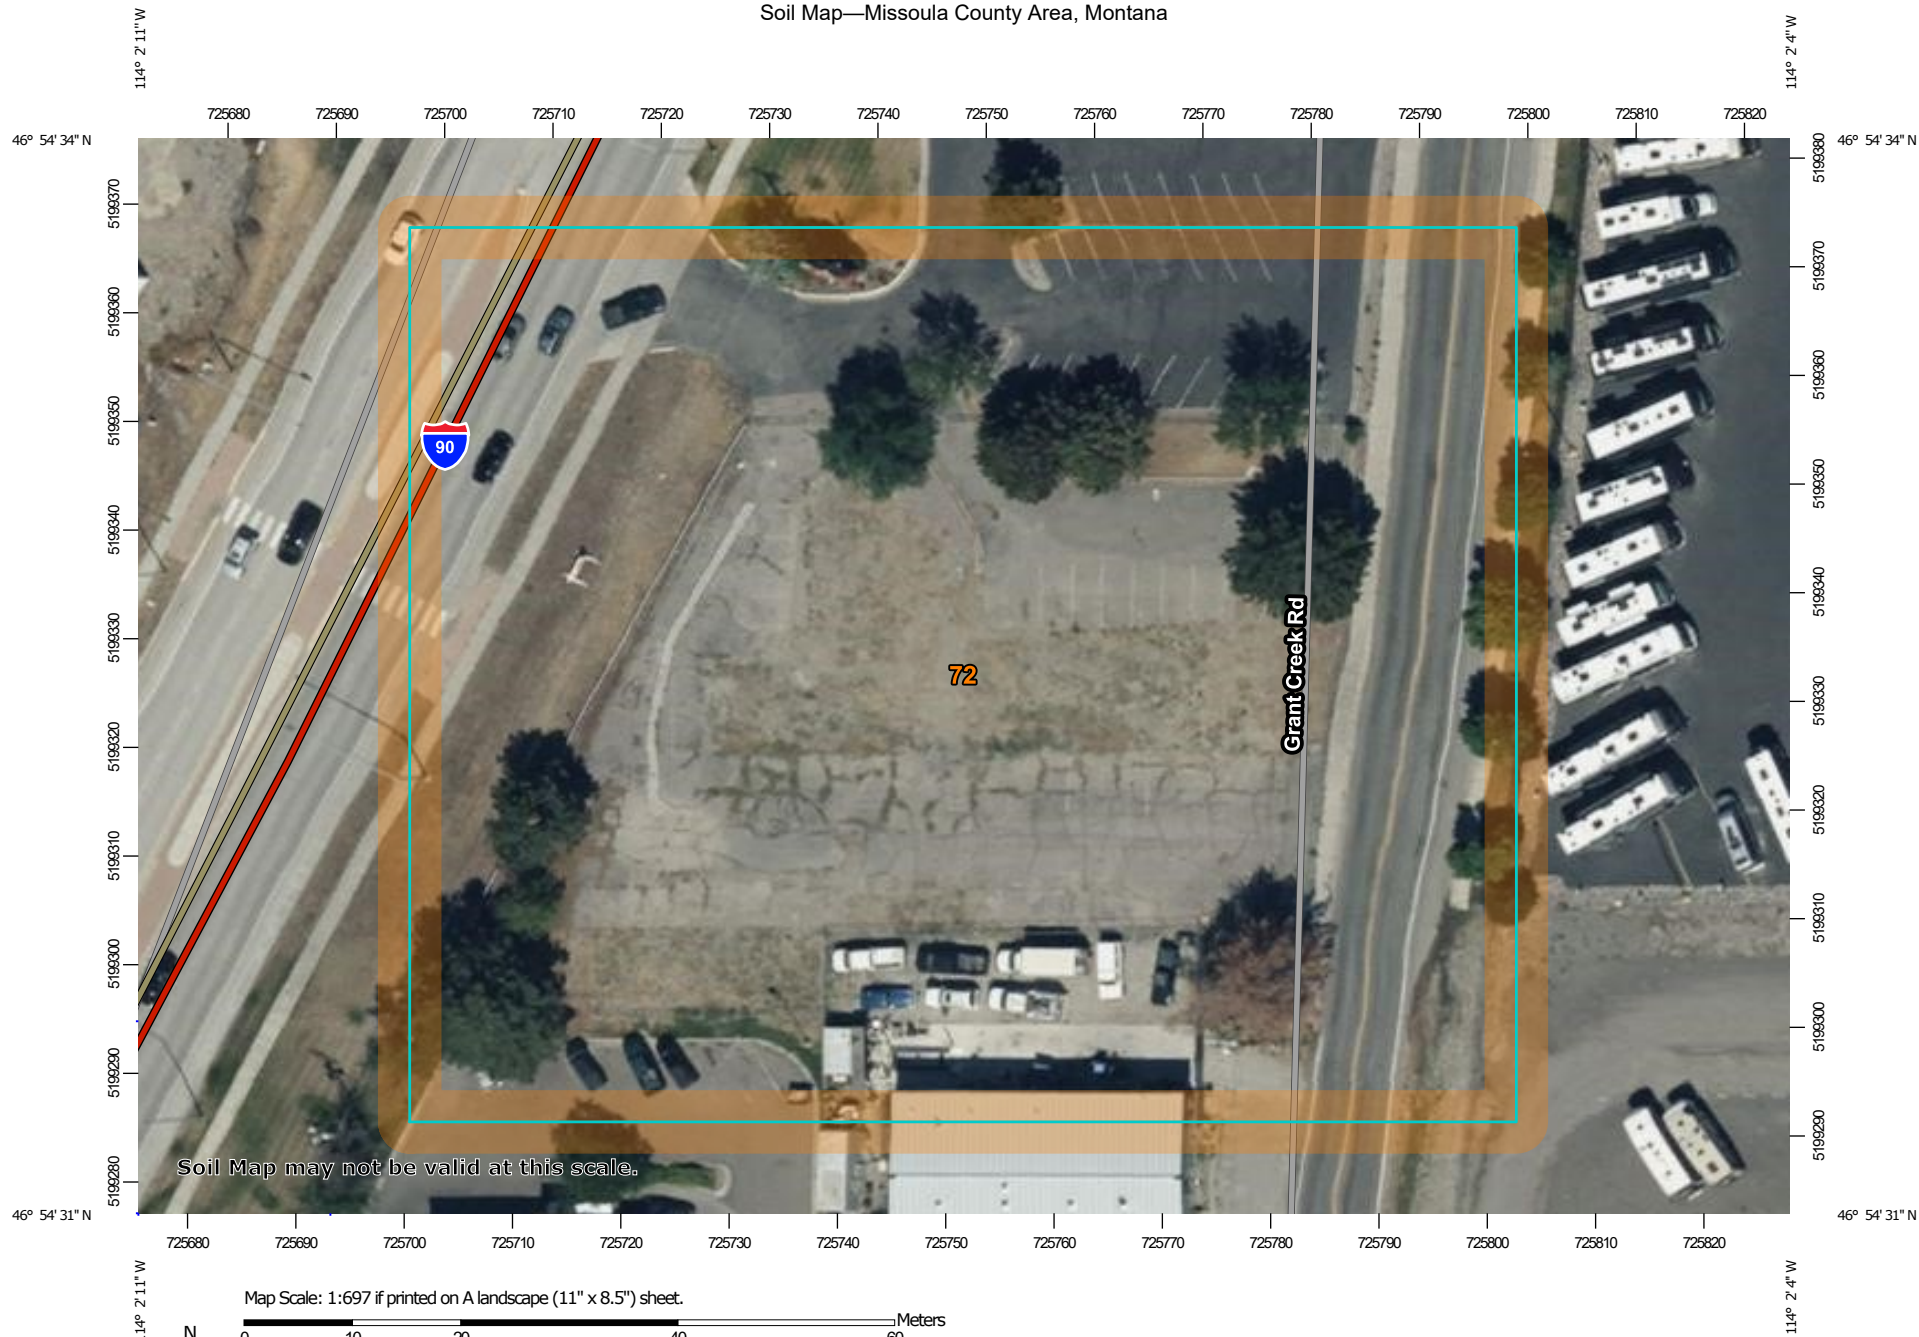 Soil Map—Missoula County Area, Montana
114° 2' 11" W
114° 2' 4" W
725680 725690 725700 725710 725720 725730 725740 725750 725760 725770 725780 725790 725800 725810 725820
46° 54' 34" N
46° 54' 34" N
5199370
5199360
5199350
5199340
5199330
5199320
5199310
5199300
5199290
5199280
5199380
5199370
5199360
5199350
5199340
5199330
5199320
5199310
5199300
5199290
90
72
Grant Creek Rd
Soil Map may not be valid at this scale.
46° 54' 31" N
46° 54' 31" N
725680 725690 725700 725710 725720 725730 725740 725750 725760 725770 725780 725790 725800 725810 725820
114° 2' 11" W
114° 2' 4" W
Map Scale: 1:697 if printed on A landscape (11" x 8.5") sheet.
Meters
N
0 10 20 40 60